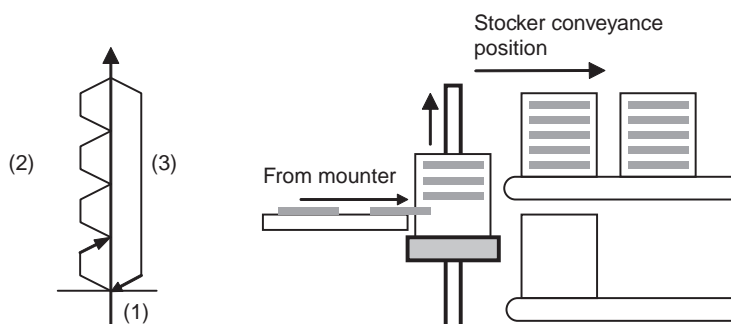 Stocker conveyance
position
(2)
(3)
From mounter
(1)